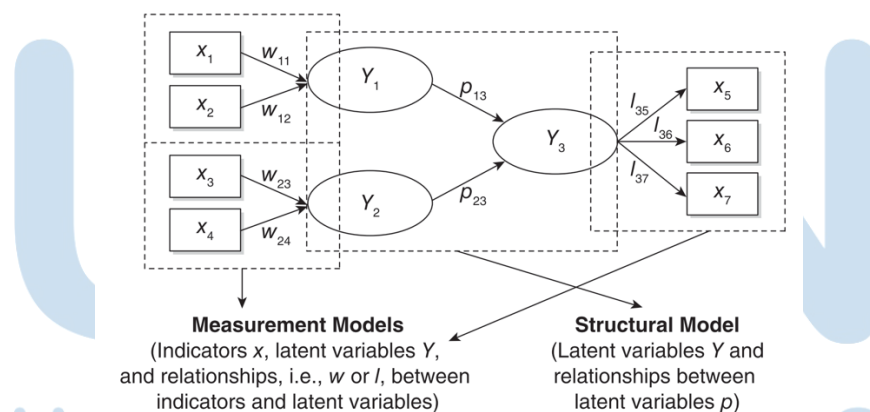 x1
w11
x2
w12
Y1
p13
x3
w23
x4
w24
Y2
p23
Y3
l35
x5
l36
x6
l37
x7
Measurement Models
(Indicators x, latent variables Y,
and relationships, i.e., w or l, between
indicators and latent variables)
Structural Model
(Latent variables Y and
relationships between
latent variables p)